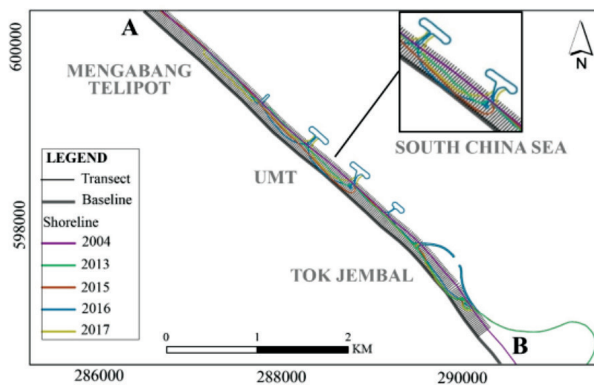 600000
598000
A
MENGABANG
TELIPOT
N
SOUTH CHINA SEA
UMT
TOK JEMBAL
B
LEGEND
Transect
Baseline
Shoreline
2004
2013
2015
2016
2017
0 1 2
KM
286000 288000 290000